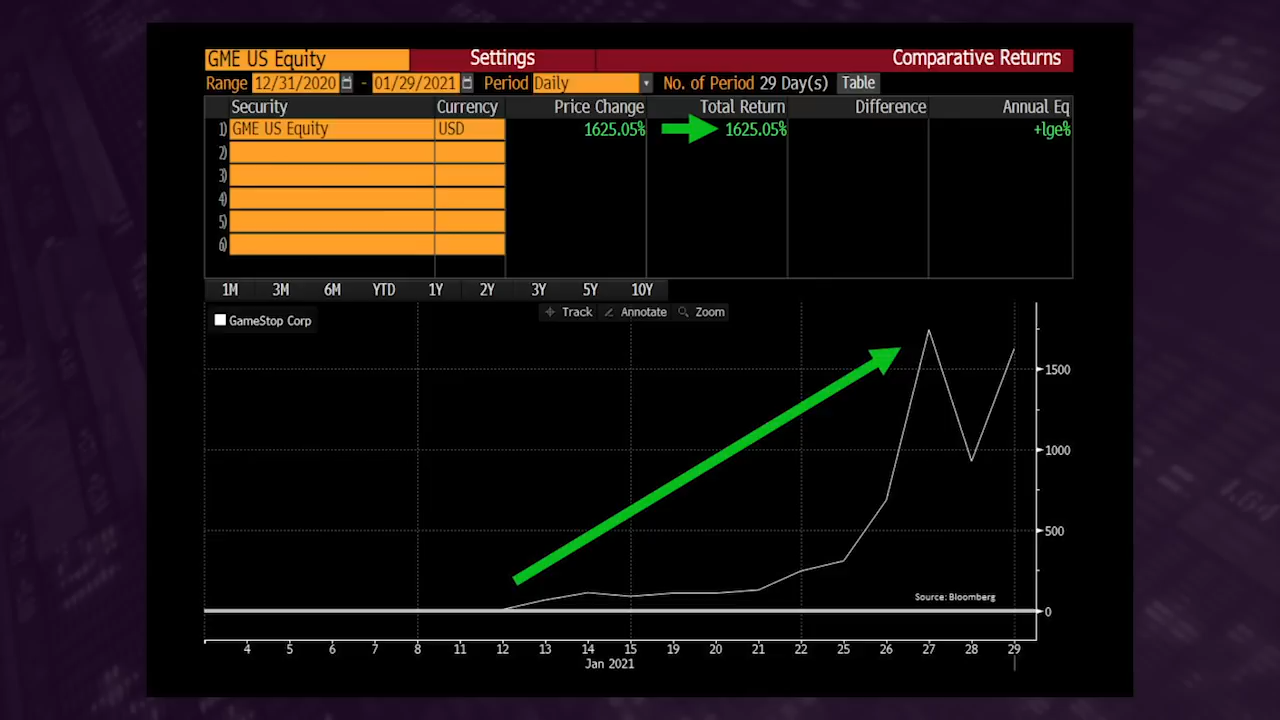 GME US Equity Settings Comparative Returns
Range 12/31/2020 - 01/29/2021 Period Daily No. of Period 29 Day(s) Table
Security Currency Price Change Total Return Difference Annual Eq
1) GME US Equity USD 1625.05% 1625.05% +lge%
2)
3)
4)
5)
6)
1M 3M 6M YTD 1Y 2Y 3Y 5Y 10Y
Track Annotate Zoom
GameStop Corp
1500
1000
500
Source: Bloomberg
0
4 5 6 7 8 11 12 13 14 15 19 20 21 22 25 26 27 28 29
Jan 2021